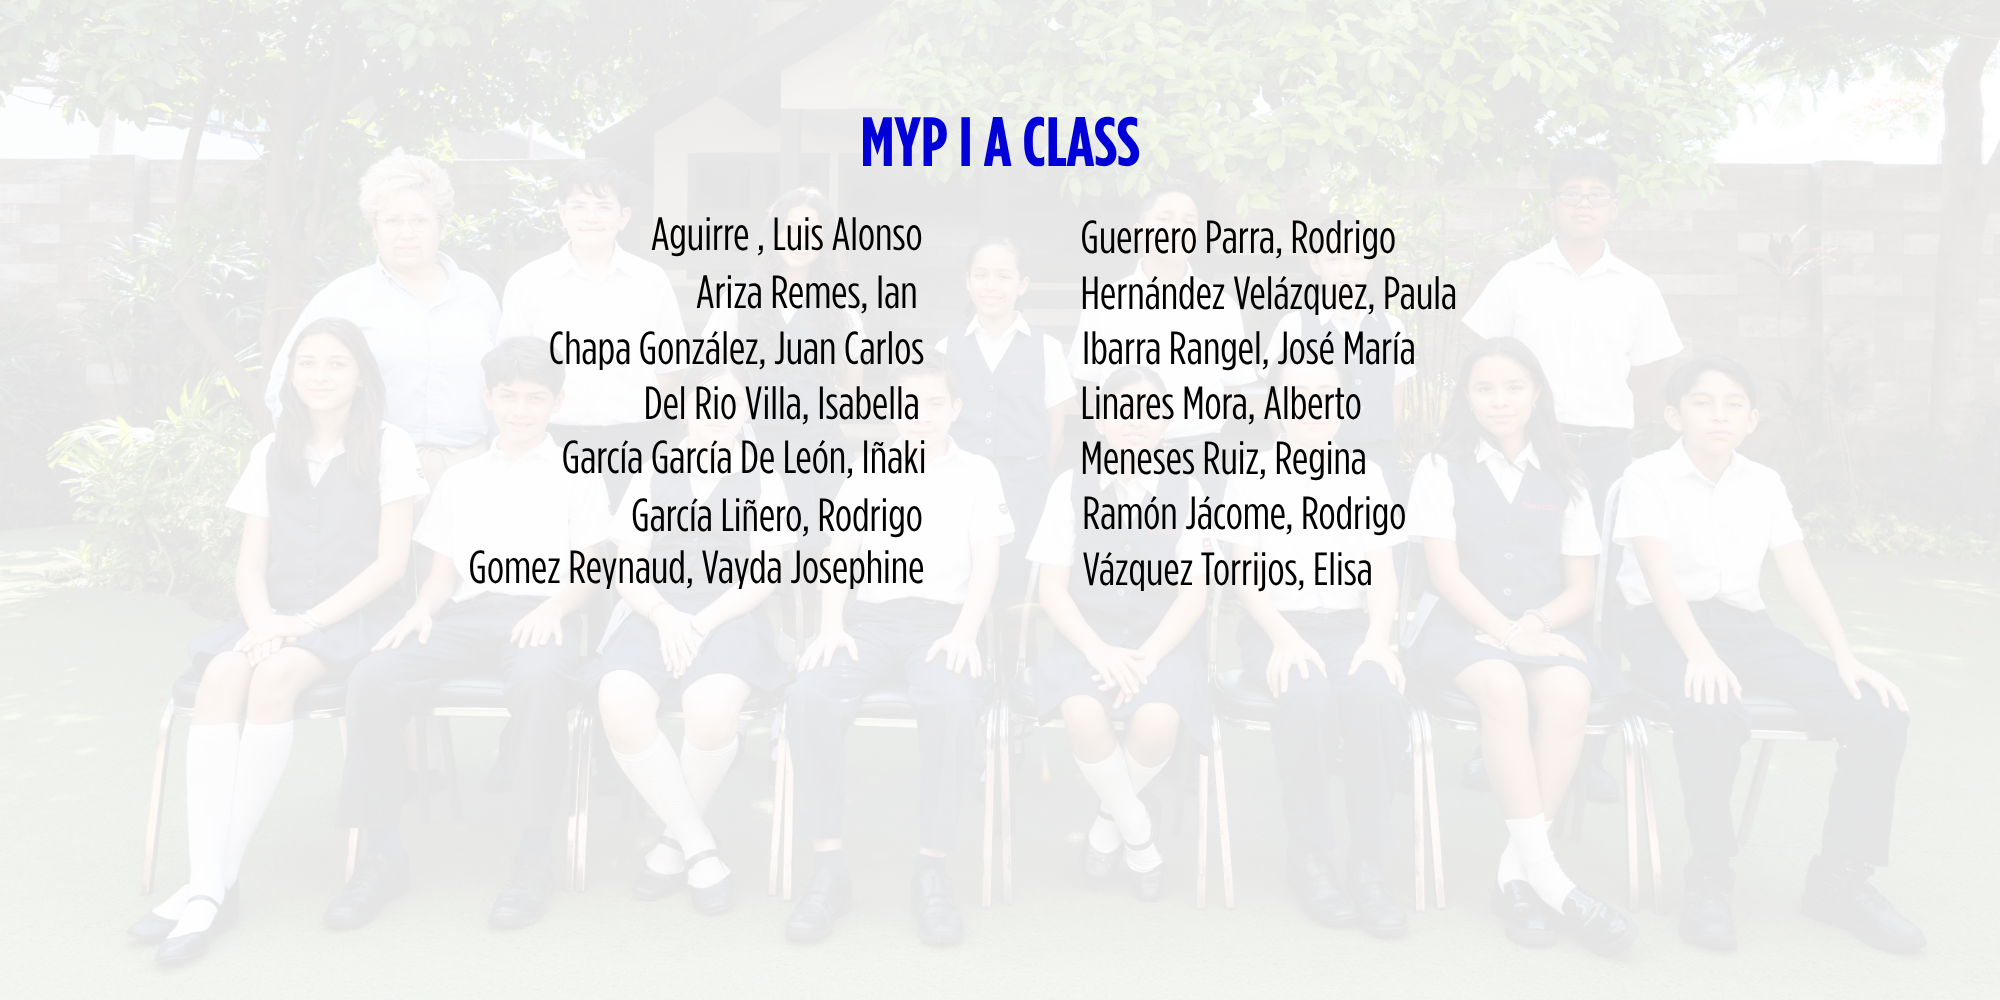 MYP I A CLASS
Aguirre , Luis Alonso
Ariza Remes, Ian
Chapa González, Juan Carlos
Del Rio Villa, Isabella
García García De León, Iñaki
García Liñero, Rodrigo
Gomez Reynaud, Vayda Josephine
Guerrero Parra, Rodrigo
Hernández Velázquez, Paula
Ibarra Rangel, José María
Linares Mora, Alberto
Meneses Ruiz, Regina
Ramón Jácome, Rodrigo
Vázquez Torrijos, Elisa